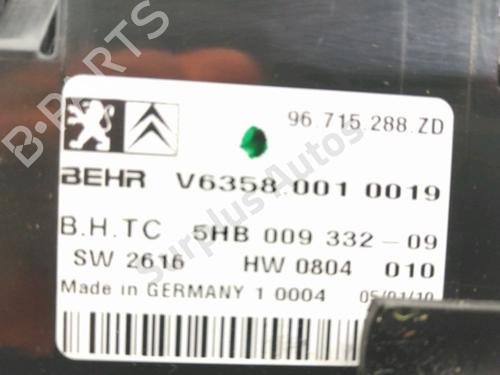 96.715.288.ZD
BEHR V6358.001 0019
B.H.TC 5HB 009 332-09
SW 2616 HW 0804 010
Made in GERMANY 1 0004 05/01/10
B-PARTS
Surplus Autos